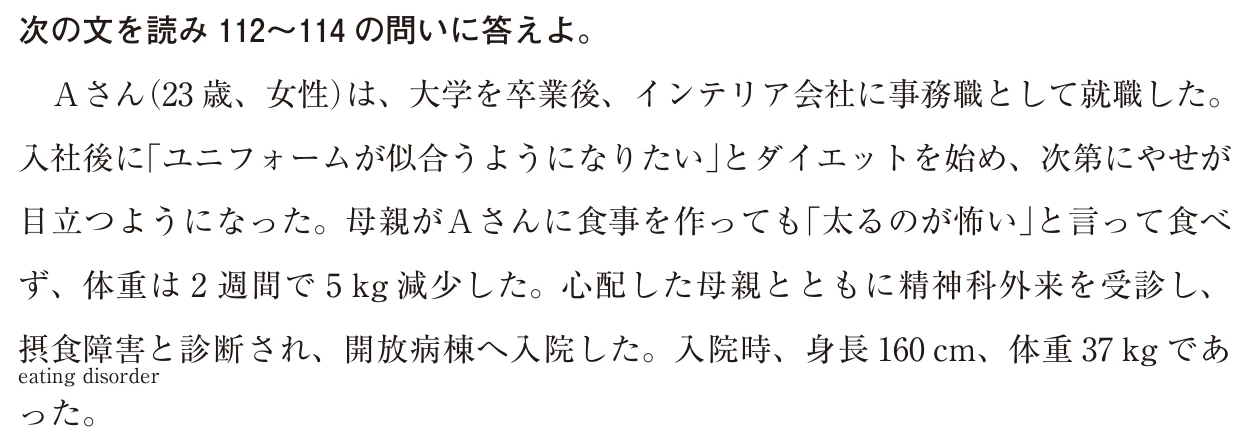 次の文を読み 112〜114 の問いに答えよ。
Aさん(23 歳、女性)は、大学を卒業後、インテリア会社に事務職として就職した。
入社後に「ユニフォームが似合うようになりたい」とダイエットを始め、次第にやせが
目立つようになった。母親がAさんに食事を作っても「太るのが怖い」と言って食べ
ず、体重は 2 週間で 5 kg 減少した。心配した母親とともに精神科外来を受診し、
摂食障害と診断され、開放病棟へ入院した。入院時、身長 160 cm、体重 37 kg であ
eating disorder
った。